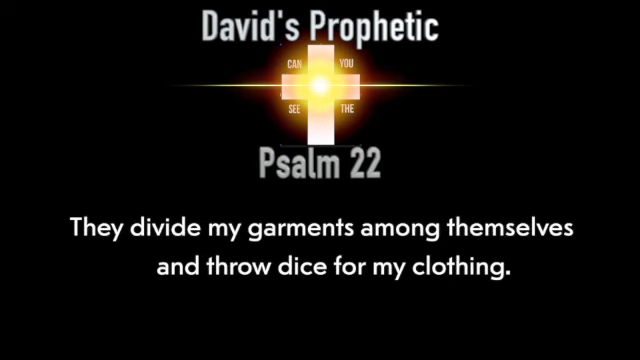 David's Prophetic
CAN YOU
SEE THE
Psalm 22
They divide my garments among themselves
and throw dice for my clothing.